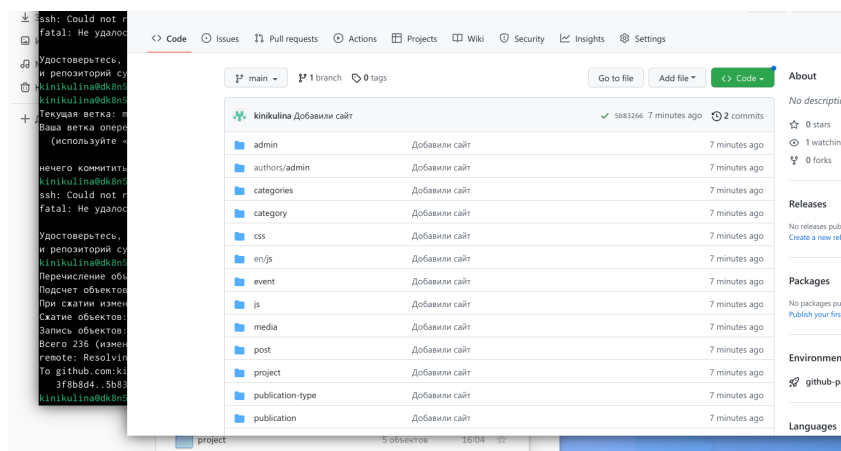 ssh: Could not r
fatal: Не удалос
Удостоверьтесь,
и репозиторий су
kinikulina@dk8n5
kinikulina@dk8n5
Текущая ветка: m
Ваша ветка опере
(используйте «
нечего коммитить
kinikulina@dk8n5
ssh: Could not r
fatal: Не удалос
Удостоверьтесь,
и репозиторий су
kinikulina@dk8n5
Перечисление объ
Подсчет объектов
При сжатии измен
Сжатие объектов:
Запись объектов:
Всего 236 (измен
remote: Resolvin
To github.com:ki
3f8b8d4..5b83
kinikulina@dk8n5
<> Code Issues Pull requests Actions Projects Wiki Security Insights Settings
main 1 branch 0 tags Go to file Add file <> Code
kinikulina Добавили сайт 5b83266 7 minutes ago 2 commits
admin Добавили сайт 7 minutes ago
authors/admin Добавили сайт 7 minutes ago
categories Добавили сайт 7 minutes ago
category Добавили сайт 7 minutes ago
css Добавили сайт 7 minutes ago
en/js Добавили сайт 7 minutes ago
event Добавили сайт 7 minutes ago
js Добавили сайт 7 minutes ago
media Добавили сайт 7 minutes ago
post Добавили сайт 7 minutes ago
project Добавили сайт 7 minutes ago
publication-type Добавили сайт 7 minutes ago
publication Добавили сайт 7 minutes ago
About
No descriptic
0 stars
1 watchin
0 forks
Releases
No releases pub
Create a new rel
Packages
No packages pu
Publish your firs
Environmen
github-pa
Languages
project 5 объектов 16:04